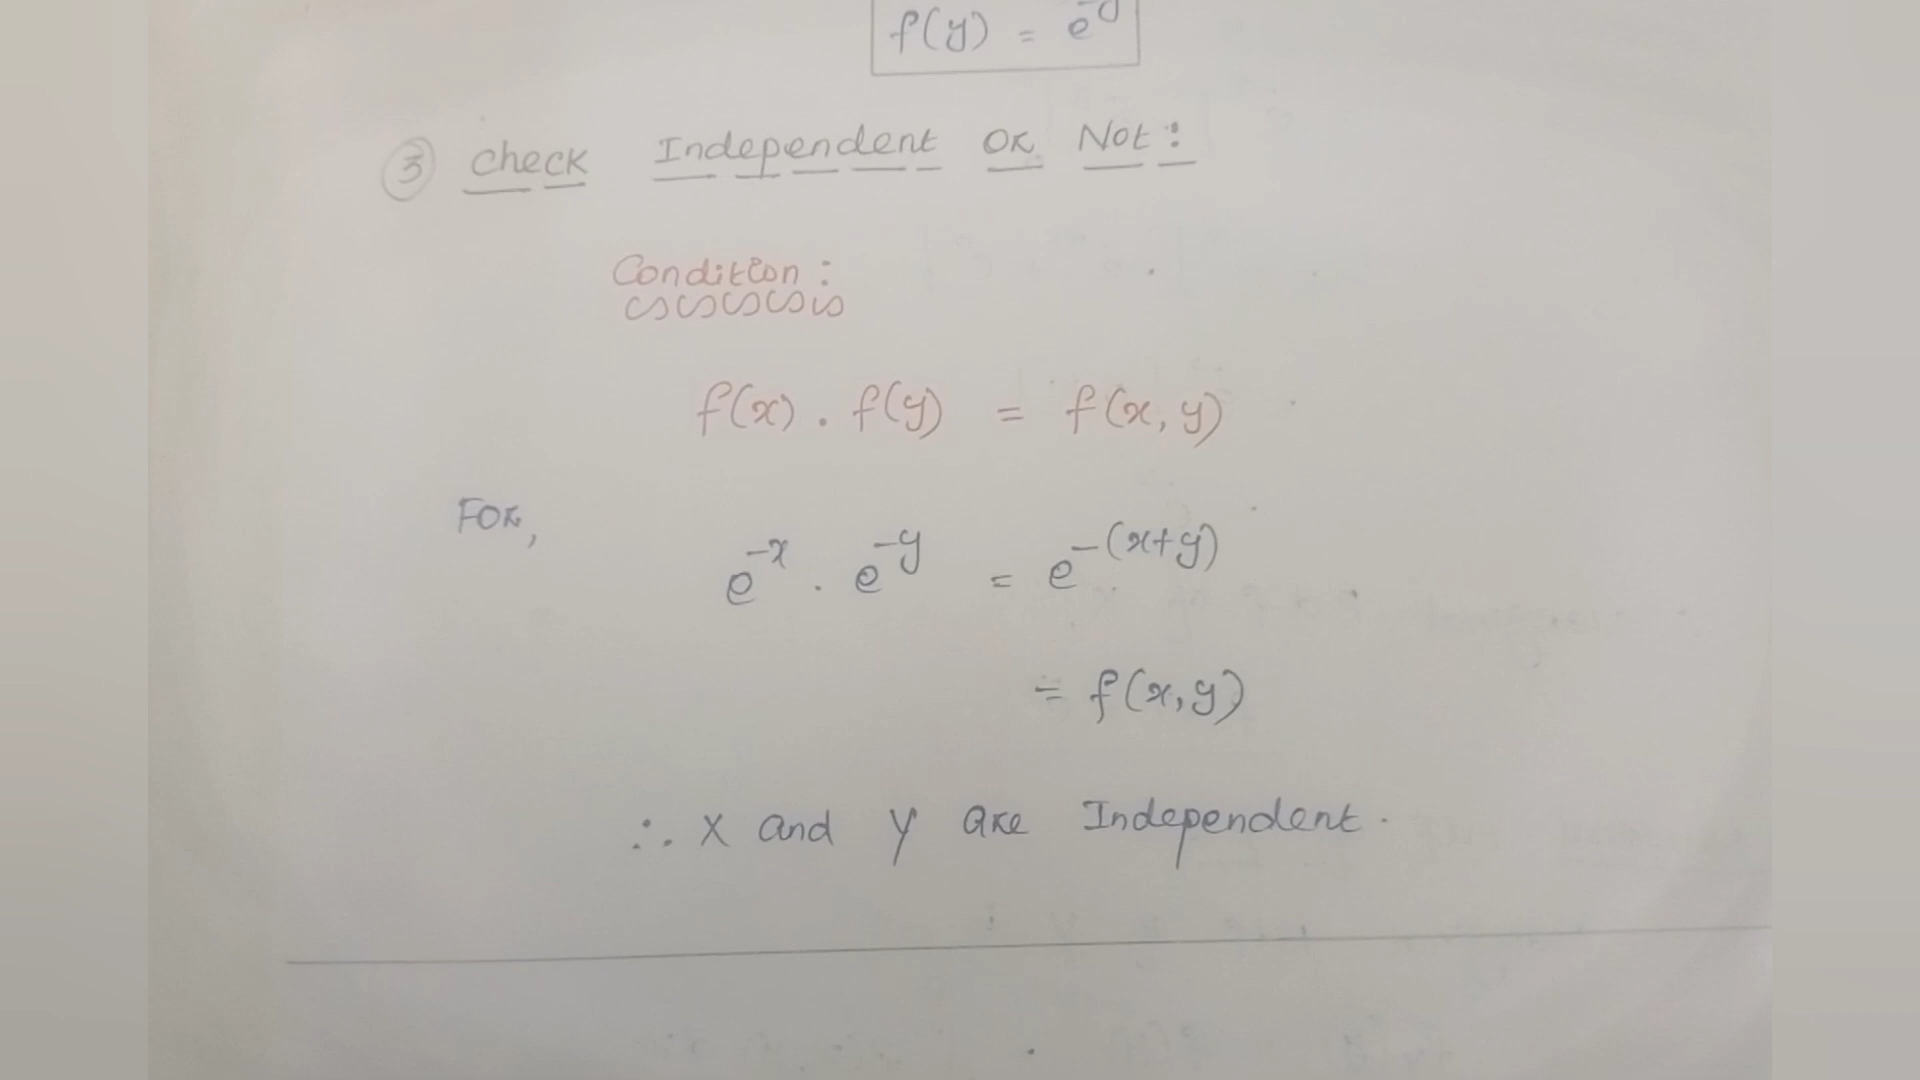 f(y) = e^-y
③ check Independent OR Not:
Condition:
f(x) . f(y) = f(x, y)
FOR,
e^-x . e^-y = e^-(x+y)
= f(x,y)
∴ X and Y are Independent.